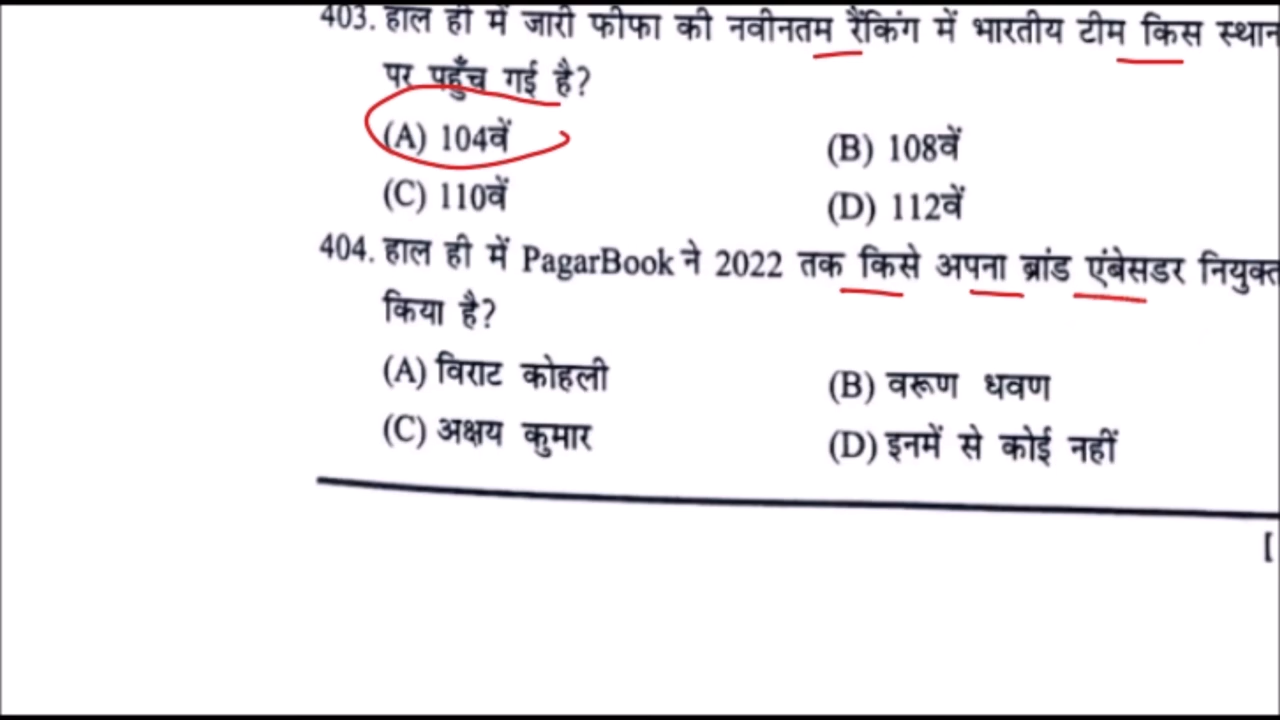 403. हाल ही में जारी फीफा की नवीनतम रैंकिंग में भारतीय टीम किस स्थान
पर पहुँच गई है?
(A) 104वें (B) 108वें
(C) 110वें (D) 112वें
404. हाल ही में PagarBook ने 2022 तक किसे अपना ब्रांड एंबेसडर नियुक्त
किया है?
(A) विराट कोहली (B) वरूण धवण
(C) अक्षय कुमार (D) इनमें से कोई नहीं
[